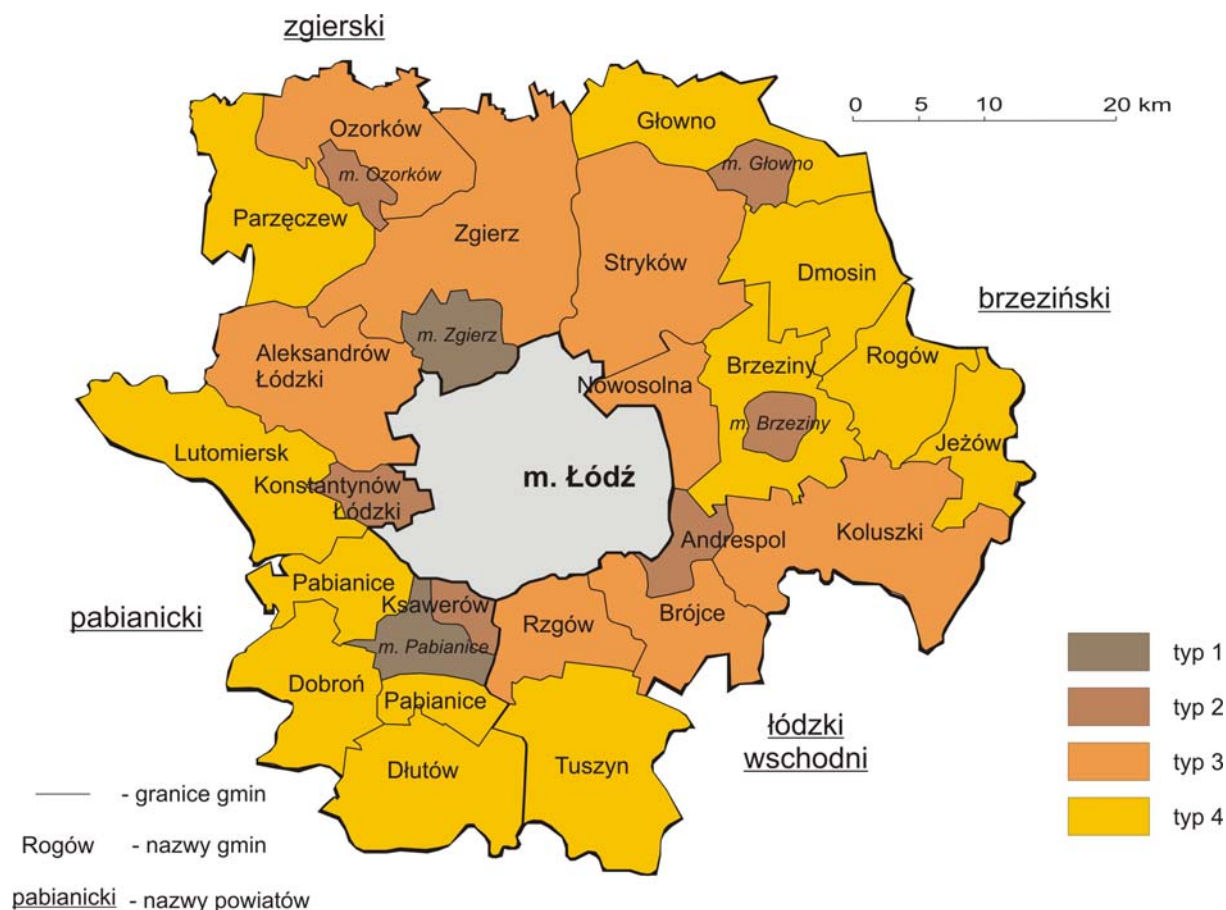 zgierski
0 5 10 20 km
Głowno
Ozorków
m. Ozorków
m. Głowno
Parzęczew
Zgierz
Stryków
Dmosin
brzeziński
m. Zgierz
Aleksandrów
Łódzki
Nowosolna
Brzeziny
Rogów
m. Brzeziny
Jeżów
Lutomiersk
Konstantynów
Łódzki
m. Łódź
Andrespol
Koluszki
Pabianice
Ksawerów
pabianicki
m. Pabianice
Rzgów
Brójce
Dobroń
Pabianice
Dłutów
Tuszyn
łódzki
wschodni
typ 1
typ 2
typ 3
typ 4
- granice gmin
Rogów - nazwy gmin
pabianicki - nazwy powiatów